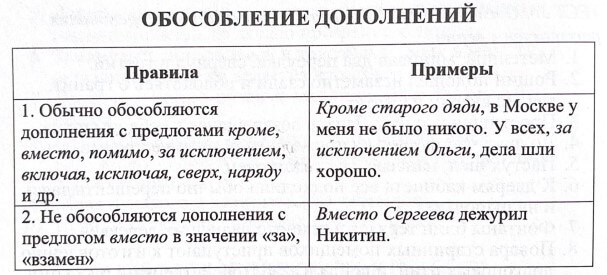 ОБОСОБЛЕНИЕ ДОПОЛНЕНИЙ
Правила
Примеры
1. Обычно обособляются
дополнения с предлогами кроме,
вместо, помимо, за исключением,
включая, исключая, сверх, наряду
и др.
Кроме старого дяди, в Москве у
меня не было никого. У всех, за
исключением Ольги, дела шли
хорошо.
2. Не обособляются дополнения с
предлогом вместо в значении «за»,
«взамен»
Вместо Сергеева дежурил
Никитин.